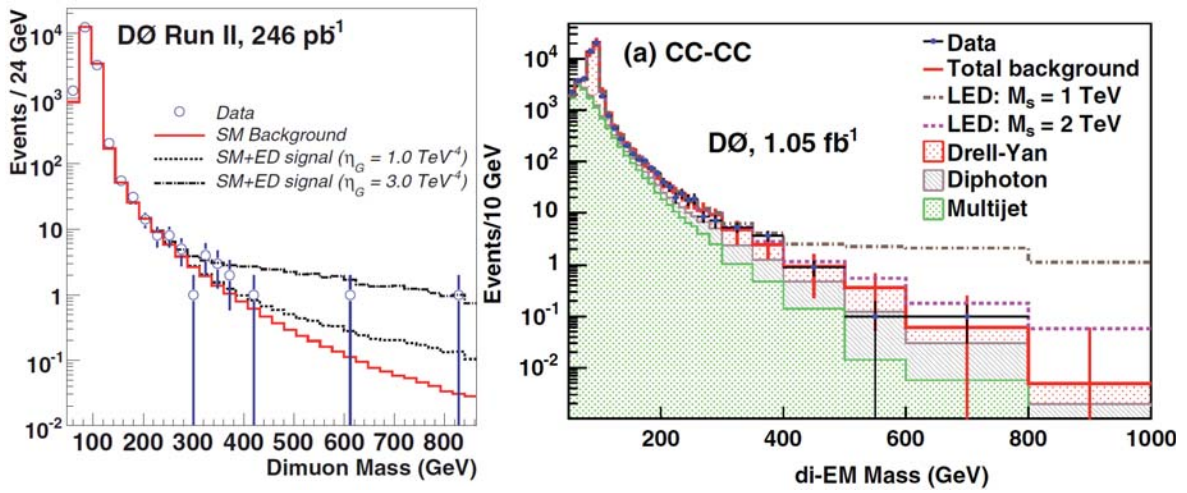 Events / 24 GeV
10⁴
10³
10²
10
1
10⁻¹
10⁻²
DØ Run II, 246 pb⁻¹
Data
SM Background
SM+ED signal (η_G = 1.0 TeV⁻⁴)
SM+ED signal (η_G = 3.0 TeV⁻⁴)
100 200 300 400 500 600 700 800
Dimuon Mass (GeV)
Events/10 GeV
10⁴
10³
10²
10
1
10⁻¹
10⁻²
(a) CC-CC
DØ, 1.05 fb⁻¹
Data
Total background
LED: Mₛ = 1 TeV
LED: Mₛ = 2 TeV
Drell-Yan
Diphoton
Multijet
200 400 600 800 1000
di-EM Mass (GeV)